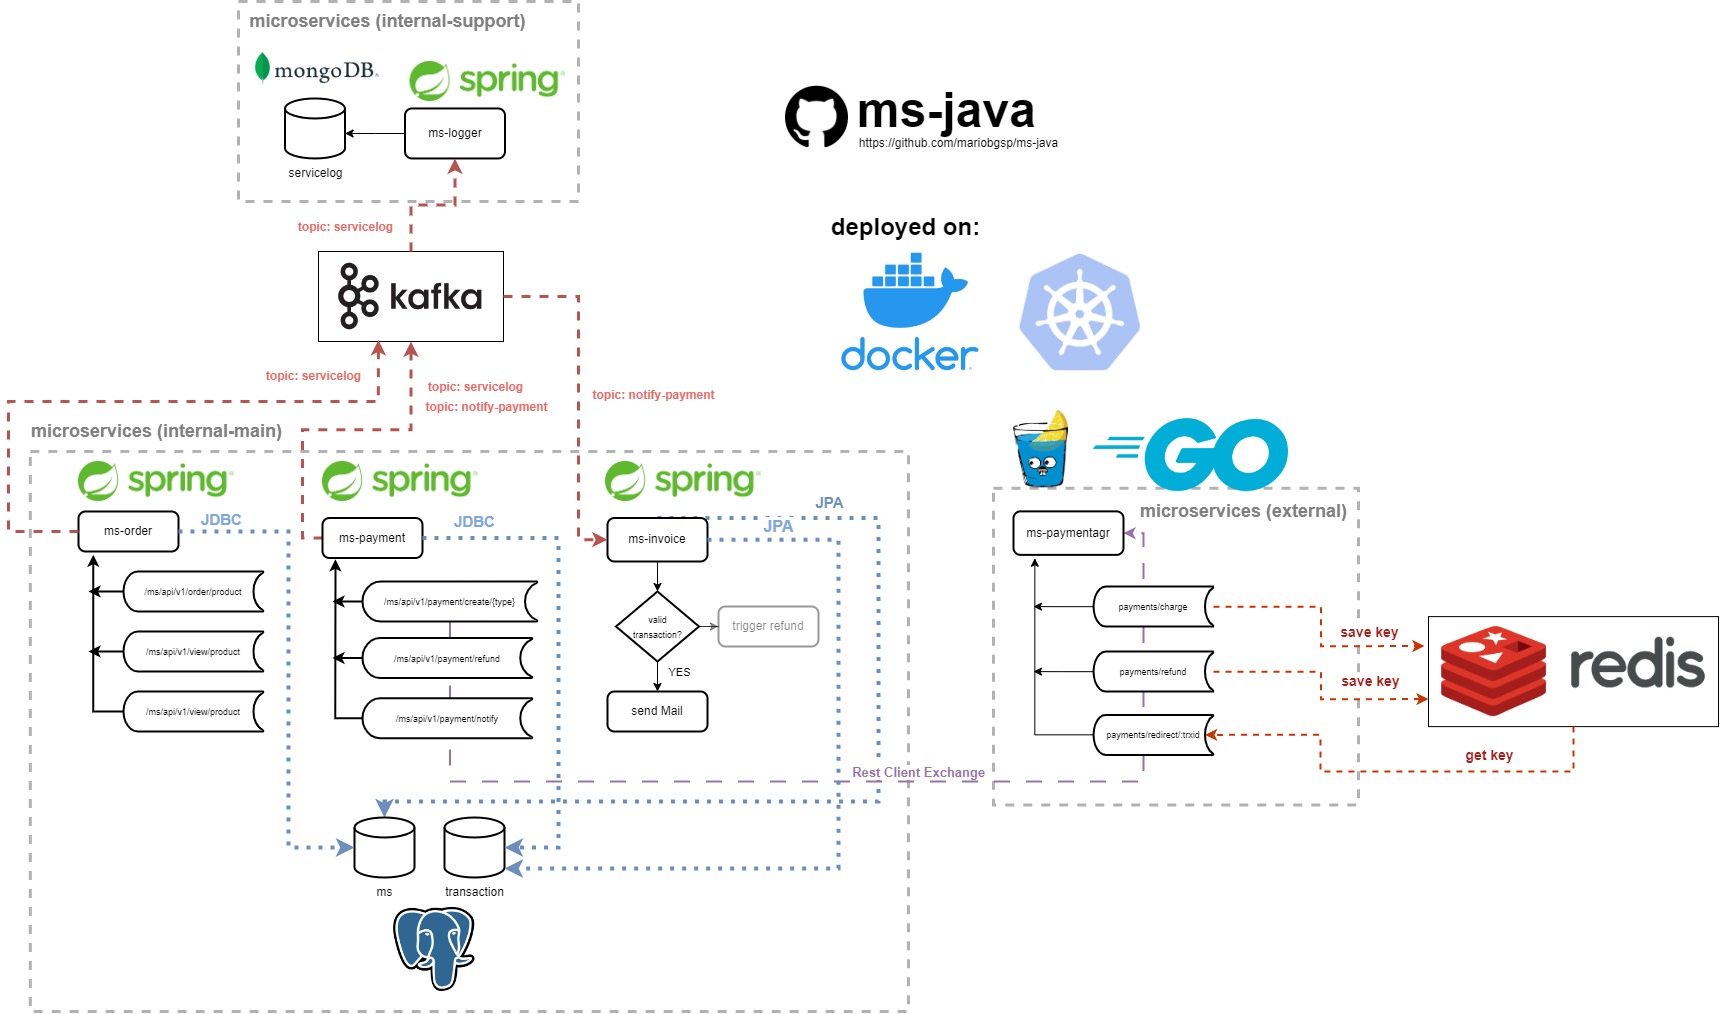 microservices (internal-support)
mongoDB®
spring®
ms-logger
servicelog
ms-java
https://github.com/mariobgsp/ms-java
topic: servicelog
deployed on:
kafka
docker
topic: servicelog
topic: servicelog
topic: notify-payment
topic: notify-payment
microservices (internal-main)
spring®
spring®
spring®
GO
microservices (external)
ms-order
JDBC
ms-payment
JDBC
ms-invoice
JPA
JPA
ms-paymentagr
/ms/api/v1/order/product
/ms/api/v1/view/product
/ms/api/v1/view/product
/ms/api/v1/payment/create/{type}
/ms/api/v1/payment/refund
/ms/api/v1/payment/notify
valid
transaction?
trigger refund
YES
send Mail
payments/charge
payments/refund
payments/redirect/:trxid
save key
save key
get key
redis
Rest Client Exchange
ms
transaction